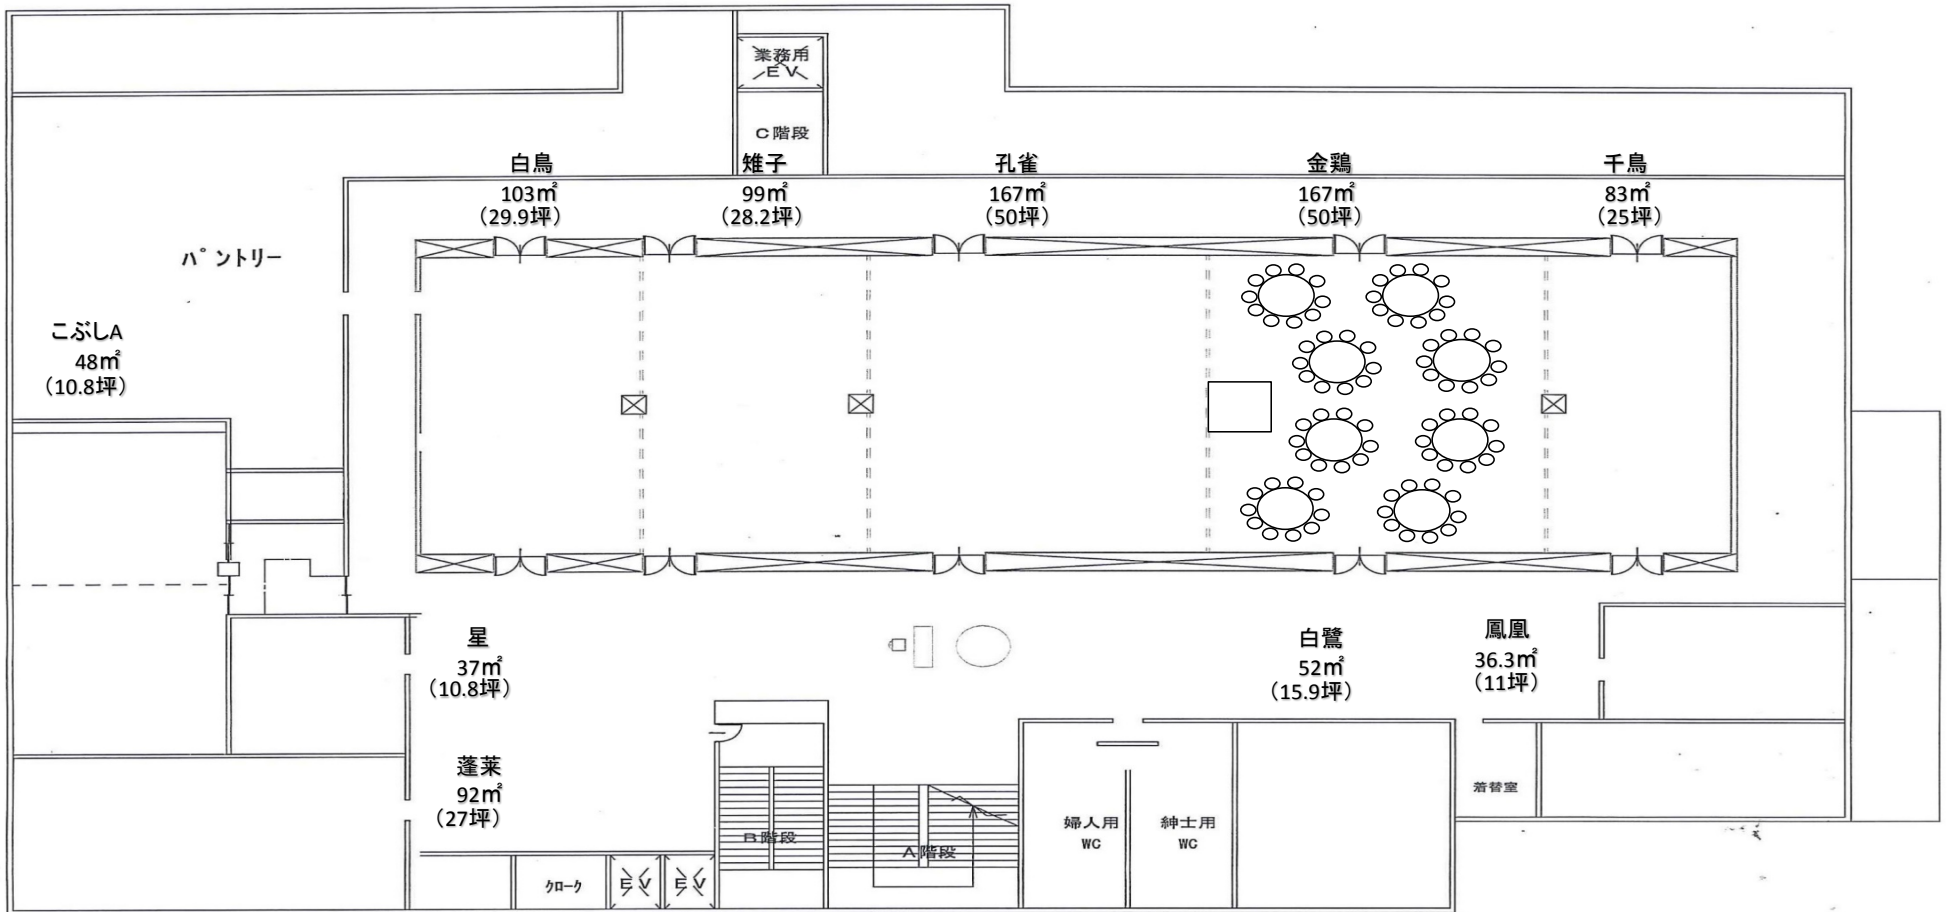 業務用
EV
C階段
白鳥
103㎡
（29.9坪）
雉子
99㎡
（28.2坪）
孔雀
167㎡
（50坪）
金鶏
167㎡
（50坪）
千鳥
83㎡
（25坪）
パントリー
こぶしA
48㎡
（10.8坪）
星
37㎡
（10.8坪）
白鷺
52㎡
（15.9坪）
鳳凰
36.3㎡
（11坪）
蓬莱
92㎡
（27坪）
着替室
婦人用
WC
紳士用
WC
B階段
A階段
クローク
EV
EV